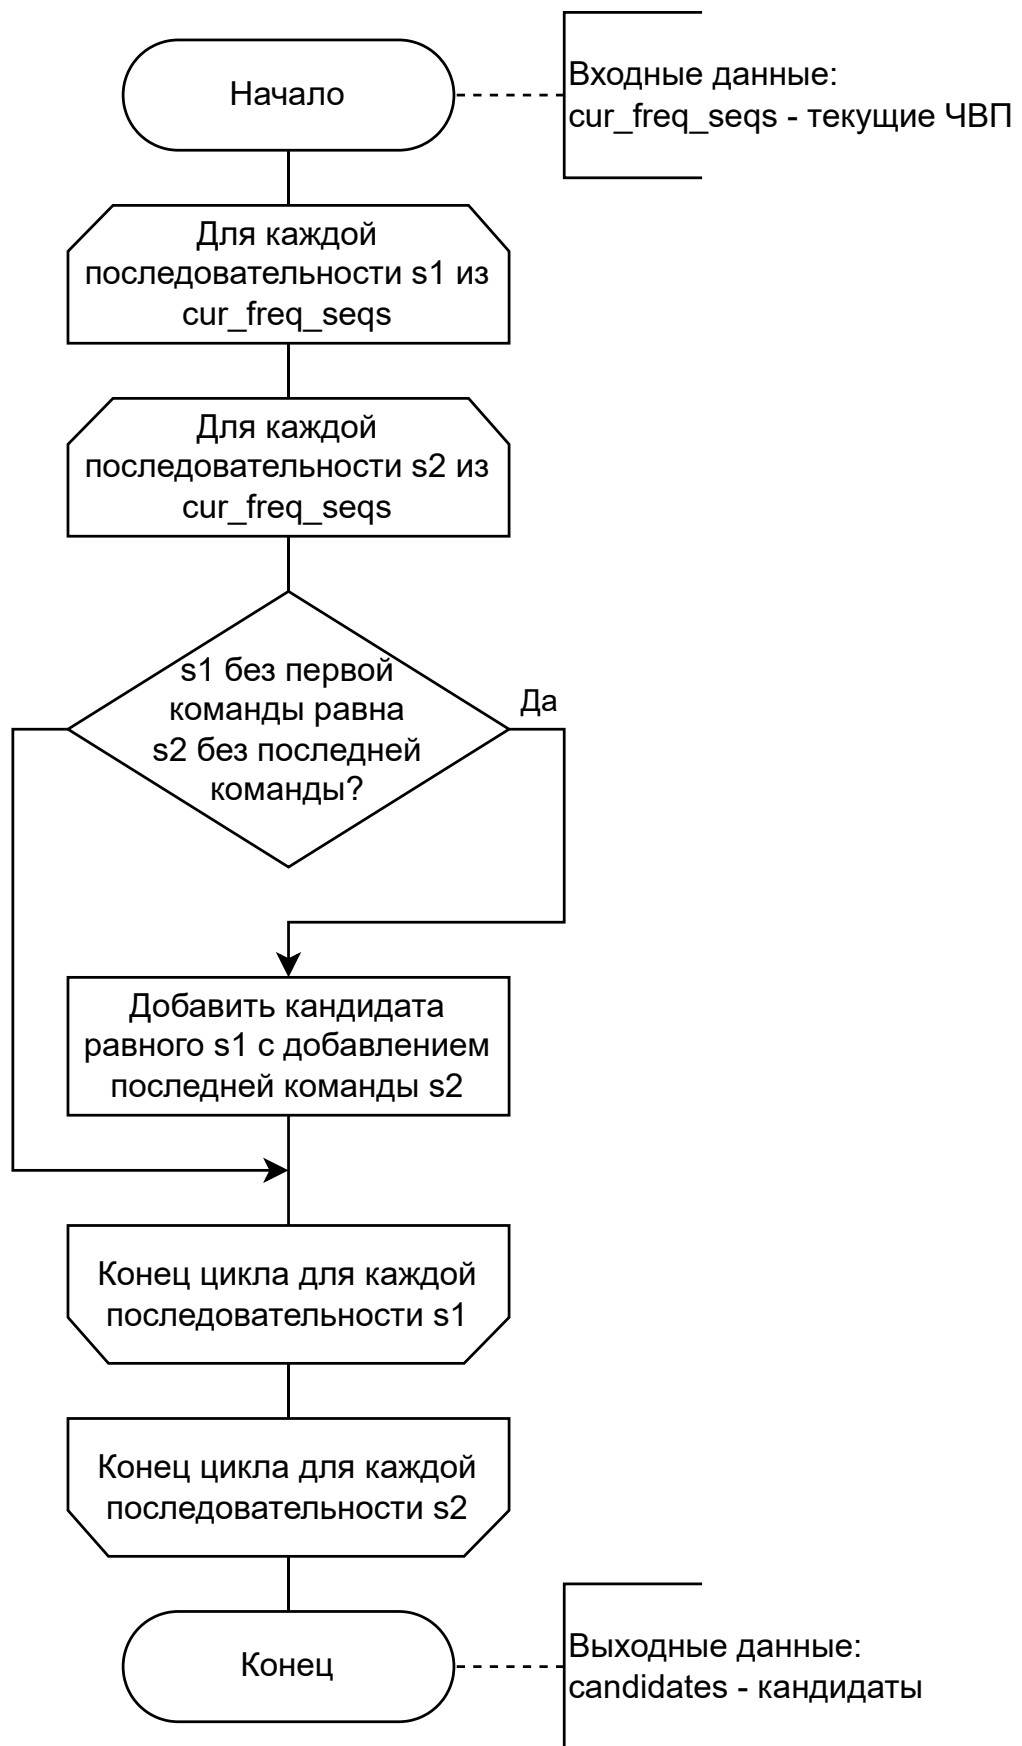 Начало
Входные данные:
cur_freq_seqs - текущие ЧВП
Для каждой
последовательности s1 из
cur_freq_seqs
Для каждой
последовательности s2 из
cur_freq_seqs
s1 без первой
команды равна
s2 без последней
команды?
Да
Добавить кандидата
равного s1 с добавлением
последней команды s2
Конец цикла для каждой
последовательности s1
Конец цикла для каждой
последовательности s2
Конец
Выходные данные:
candidates - кандидаты